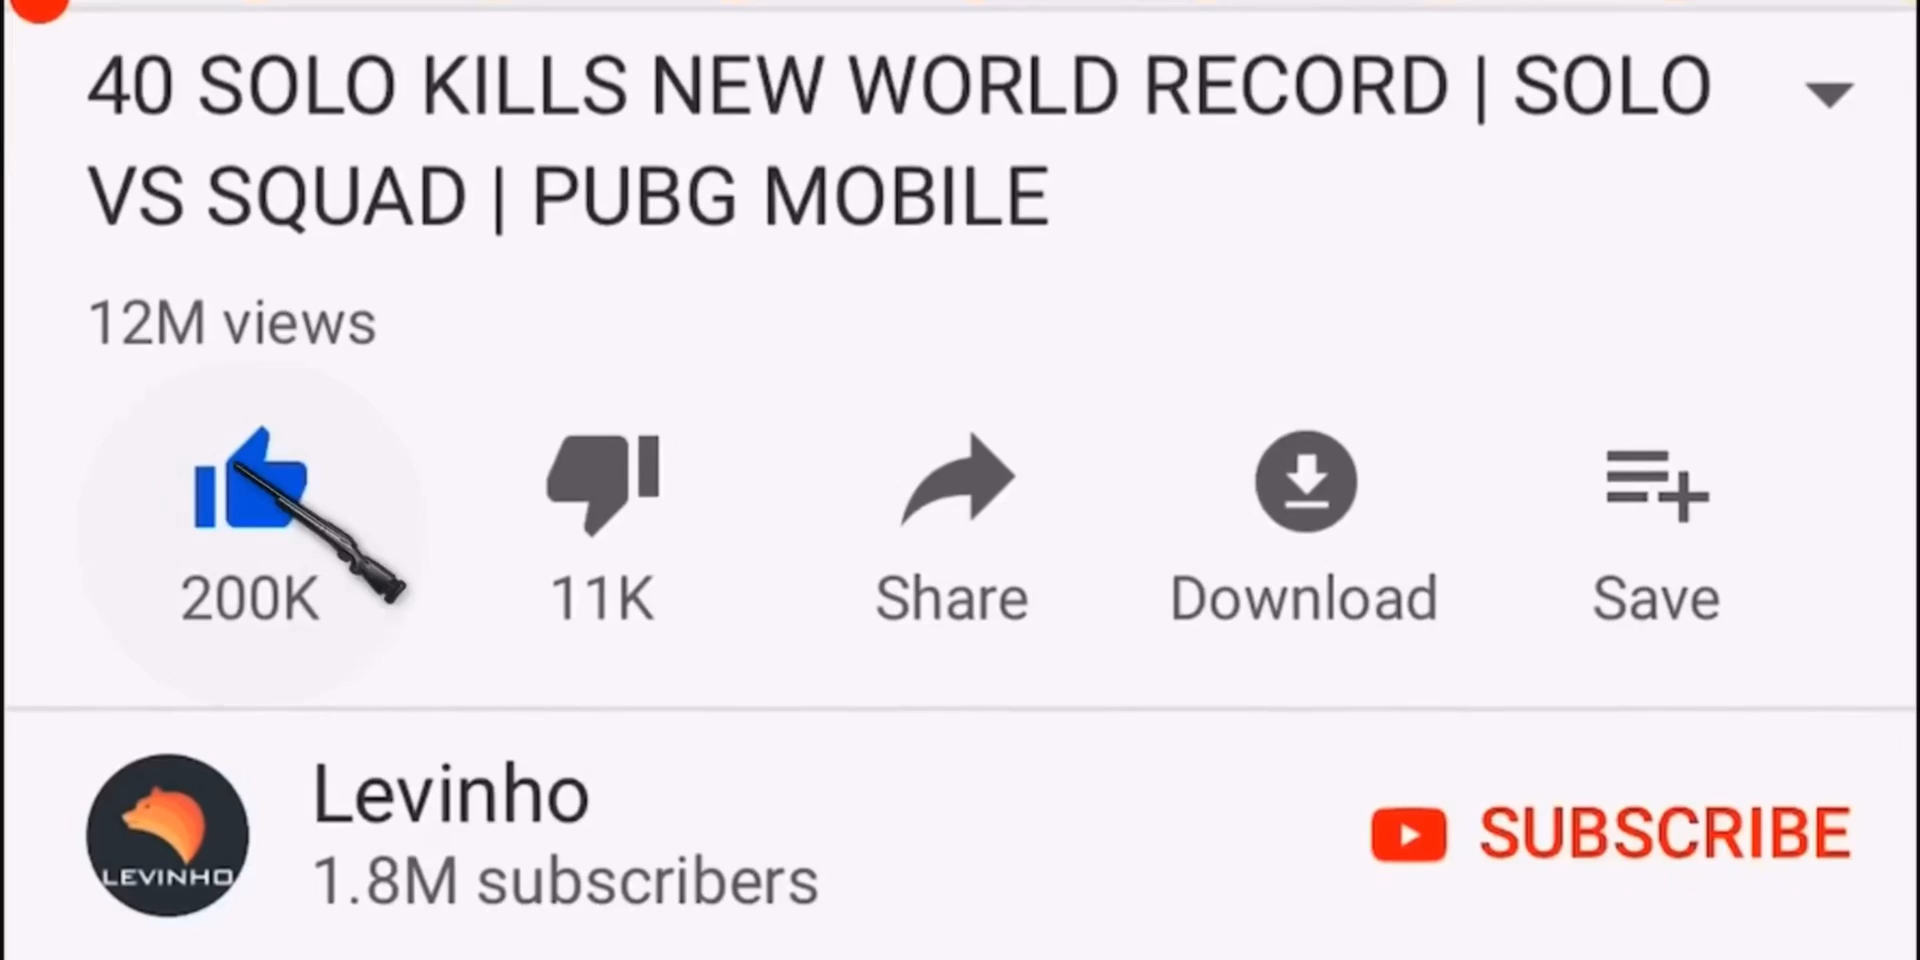 40 SOLO KILLS NEW WORLD RECORD | SOLO
VS SQUAD | PUBG MOBILE
12M views
200K
11K
Share
Download
Save
Levinho
LEVINHO
1.8M subscribers
SUBSCRIBE